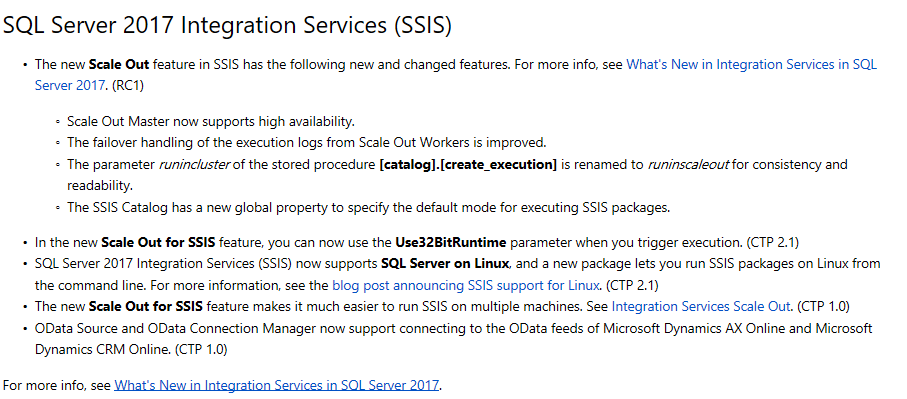 SQL Server 2017 Integration Services (SSIS)
• The new Scale Out feature in SSIS has the following new and changed features. For more info, see What's New in Integration Services in SQL
Server 2017. (RC1)
◦ Scale Out Master now supports high availability.
◦ The failover handling of the execution logs from Scale Out Workers is improved.
◦ The parameter runincluster of the stored procedure [catalog].[create_execution] is renamed to runinscaleout for consistency and
readability.
◦ The SSIS Catalog has a new global property to specify the default mode for executing SSIS packages.
• In the new Scale Out for SSIS feature, you can now use the Use32BitRuntime parameter when you trigger execution. (CTP 2.1)
• SQL Server 2017 Integration Services (SSIS) now supports SQL Server on Linux, and a new package lets you run SSIS packages on Linux from
the command line. For more information, see the blog post announcing SSIS support for Linux. (CTP 2.1)
• The new Scale Out for SSIS feature makes it much easier to run SSIS on multiple machines. See Integration Services Scale Out. (CTP 1.0)
• OData Source and OData Connection Manager now support connecting to the OData feeds of Microsoft Dynamics AX Online and Microsoft
Dynamics CRM Online. (CTP 1.0)
For more info, see What's New in Integration Services in SQL Server 2017.